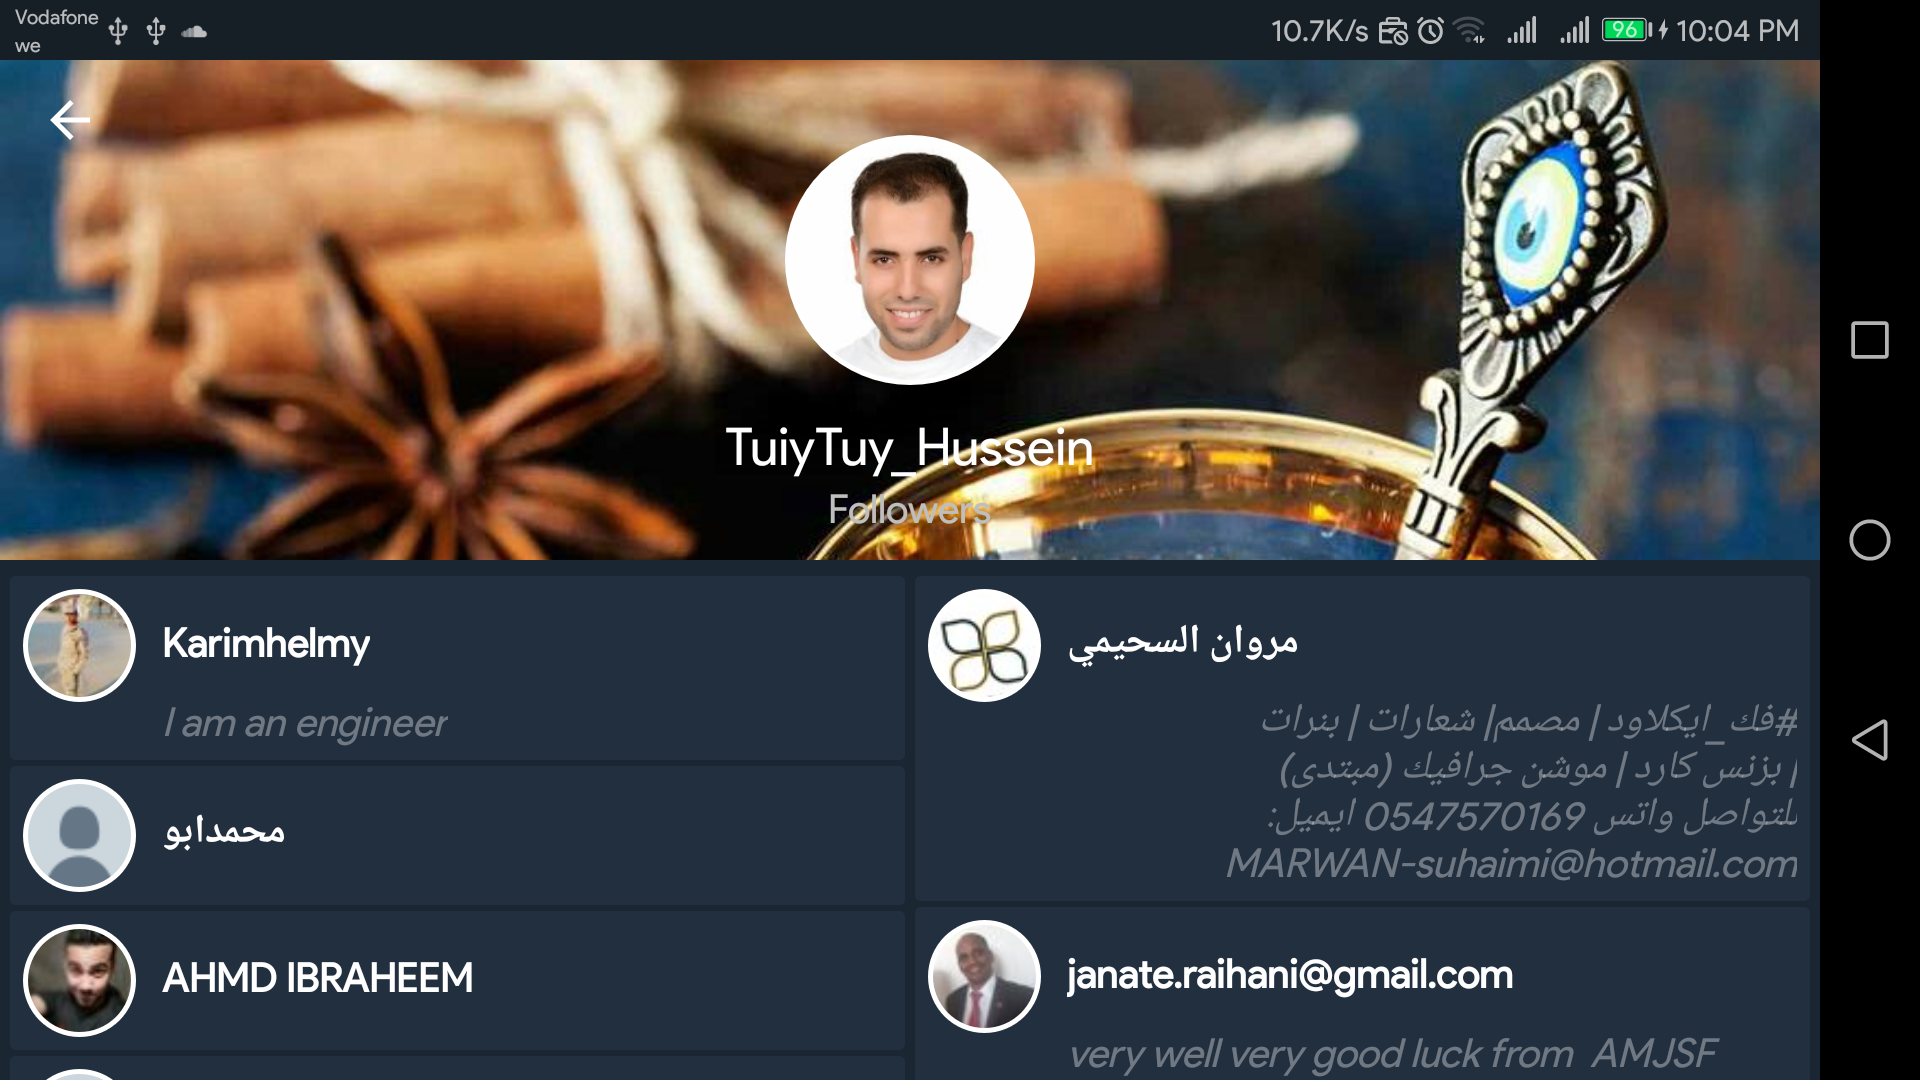 Vodafone
we
10.7K/s
96
10:04 PM
TuiyTuy_Hussein
Followers
Karimhelmy
I am an engineer
محمدابو
AHMD IBRAHEEM
مروان السحيمي
#فك_ايكلاود | مصمم| شعارات | بنرات
| بزنس كارد | موشن جرافيك (مبتدى)
للتواصل واتس 0547570169 ايميل:
MARWAN-suhaimi@hotmail.com
janate.raihani@gmail.com
very well very good luck from AMJSF